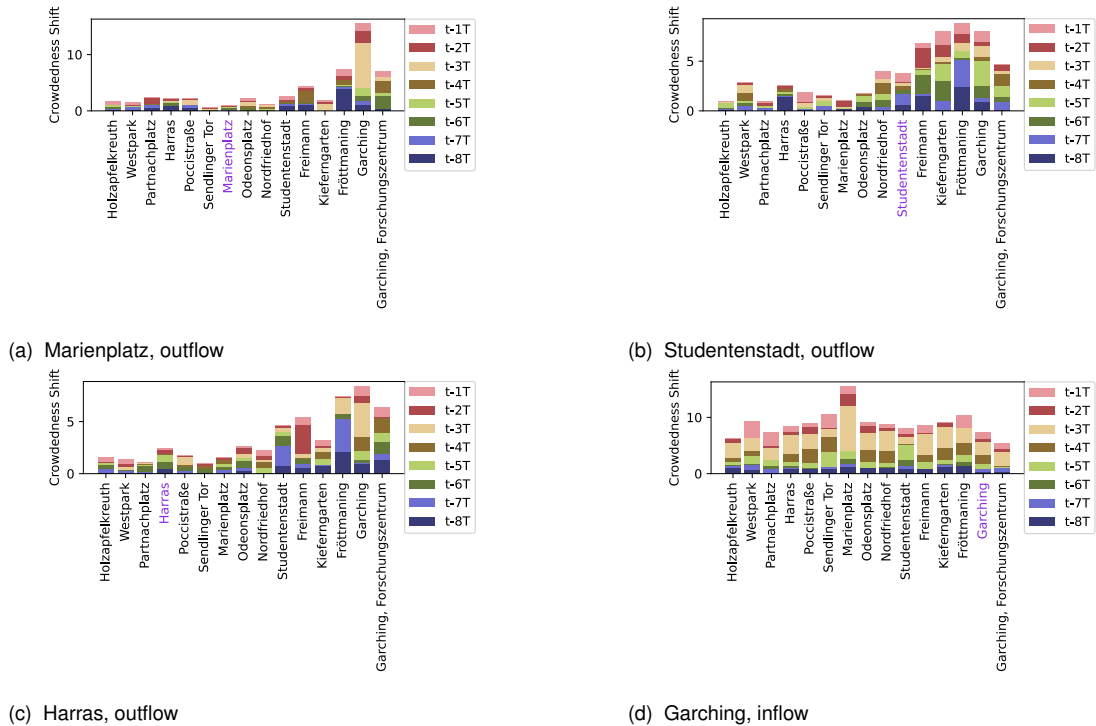 Crowdedness Shift
10
0
Holzapfelkreuth
Westpark
Partnachplatz
Harras
Poccistraße
Sendlinger Tor
Marienplatz
Odeonsplatz
Nordfriedhof
Studentenstadt
Freimann
Kieferngarten
Fröttmaning
Garching
Garching, Forschungszentrum
t-1T
t-2T
t-3T
t-4T
t-5T
t-6T
t-7T
t-8T
(a) Marienplatz, outflow
Crowdedness Shift
5
0
Holzapfelkreuth
Westpark
Partnachplatz
Harras
Poccistraße
Sendlinger Tor
Marienplatz
Odeonsplatz
Nordfriedhof
Studentenstadt
Freimann
Kieferngarten
Fröttmaning
Garching
Garching, Forschungszentrum
t-1T
t-2T
t-3T
t-4T
t-5T
t-6T
t-7T
t-8T
(b) Studentenstadt, outflow
Crowdedness Shift
5
0
Holzapfelkreuth
Westpark
Partnachplatz
Harras
Poccistraße
Sendlinger Tor
Marienplatz
Odeonsplatz
Nordfriedhof
Studentenstadt
Freimann
Kieferngarten
Fröttmaning
Garching
Garching, Forschungszentrum
t-1T
t-2T
t-3T
t-4T
t-5T
t-6T
t-7T
t-8T
(c) Harras, outflow
Crowdedness Shift
10
0
Holzapfelkreuth
Westpark
Partnachplatz
Harras
Poccistraße
Sendlinger Tor
Marienplatz
Odeonsplatz
Nordfriedhof
Studentenstadt
Freimann
Kieferngarten
Fröttmaning
Garching
Garching, Forschungszentrum
t-1T
t-2T
t-3T
t-4T
t-5T
t-6T
t-7T
t-8T
(d) Garching, inflow